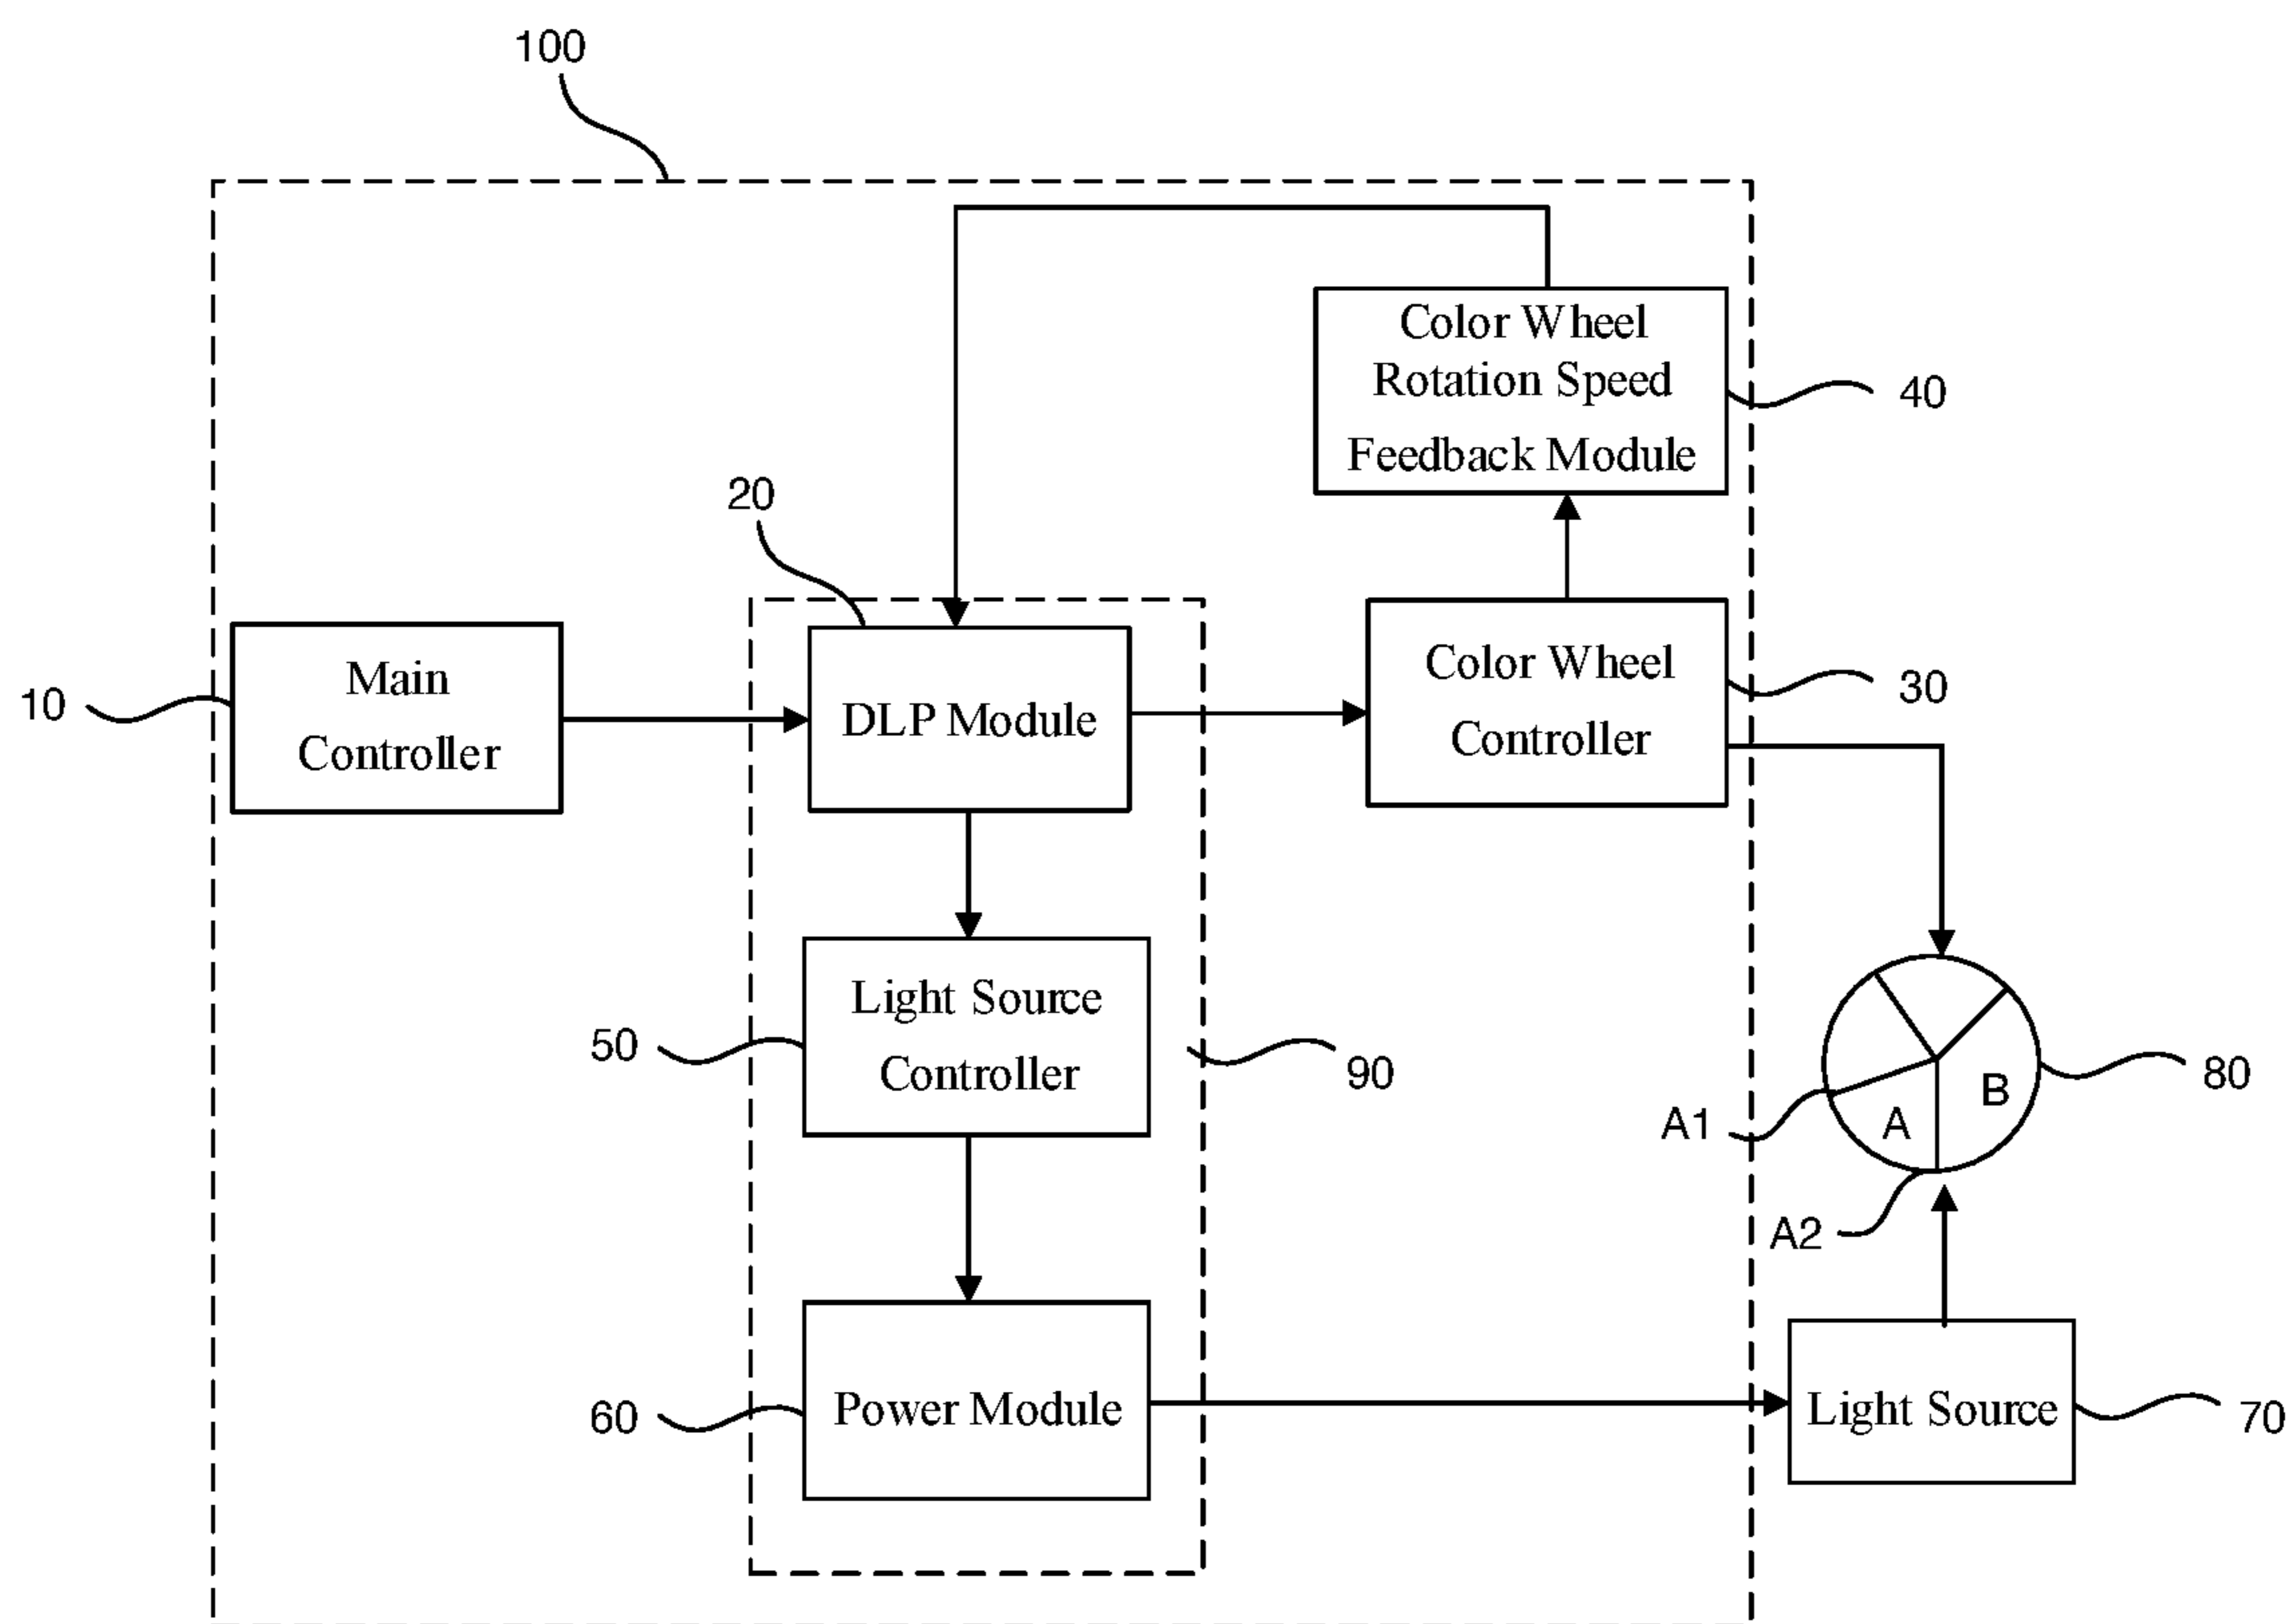 100
Color Wheel
Rotation Speed
Feedback Module
40
20
Main
Controller
10
DLP Module
Color Wheel
Controller
30
Light Source
Controller
50
90
A
B
80
A1
A2
Power Module
60
Light Source
70